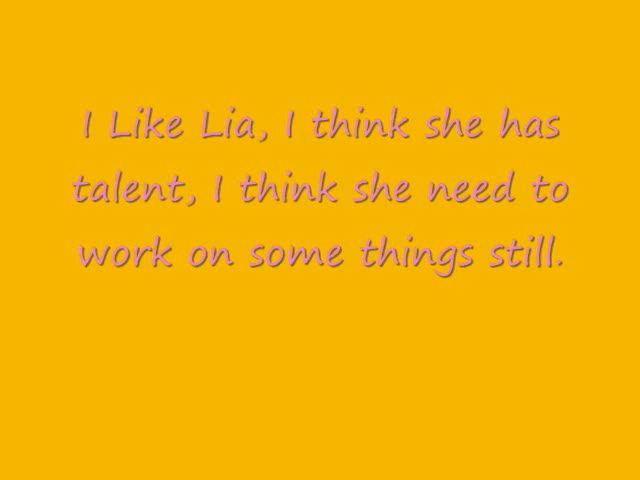 I Like Lia, I think she has
talent, I think she need to
work on some things still.